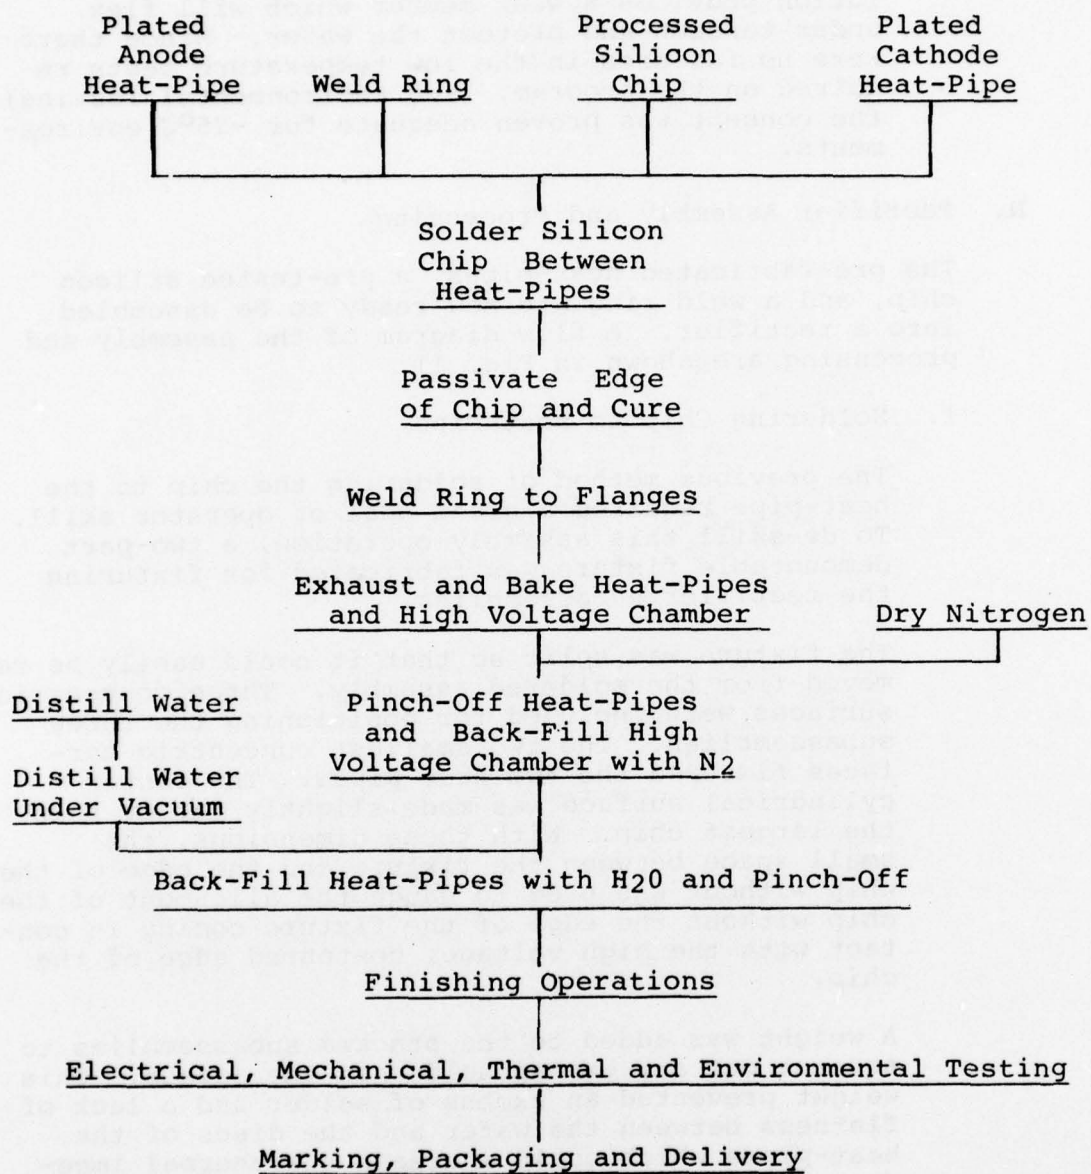 Plated
Anode
Heat-Pipe
Weld Ring
Processed
Silicon
Chip
Plated
Cathode
Heat-Pipe
Solder Silicon
Chip Between
Heat-Pipes
Passivate Edge
of Chip and Cure
Weld Ring to Flanges
Exhaust and Bake Heat-Pipes
and High Voltage Chamber
Dry Nitrogen
Distill Water
Pinch-Off Heat-Pipes
and Back-Fill High
Voltage Chamber with N2
Distill Water
Under Vacuum
Back-Fill Heat-Pipes with H20 and Pinch-Off
Finishing Operations
Electrical, Mechanical, Thermal and Environmental Testing
Marking, Packaging and Delivery